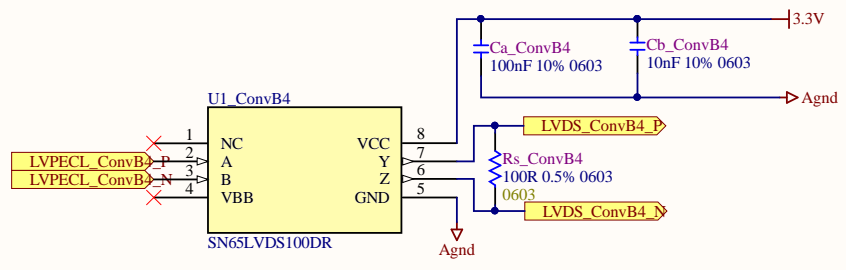 3.3V
Ca_ConvB4
100nF 10% 0603
Cb_ConvB4
10nF 10% 0603
Agnd
U1_ConvB4
1
NC
VCC
8
LVPECL_ConvB4_P
2
A
Y
7
LVPECL_ConvB4_N
3
B
Z
6
4
VBB
GND
5
SN65LVDS100DR
Agnd
LVDS_ConvB4_P
Rs_ConvB4
100R 0.5% 0603
0603
LVDS_ConvB4_N